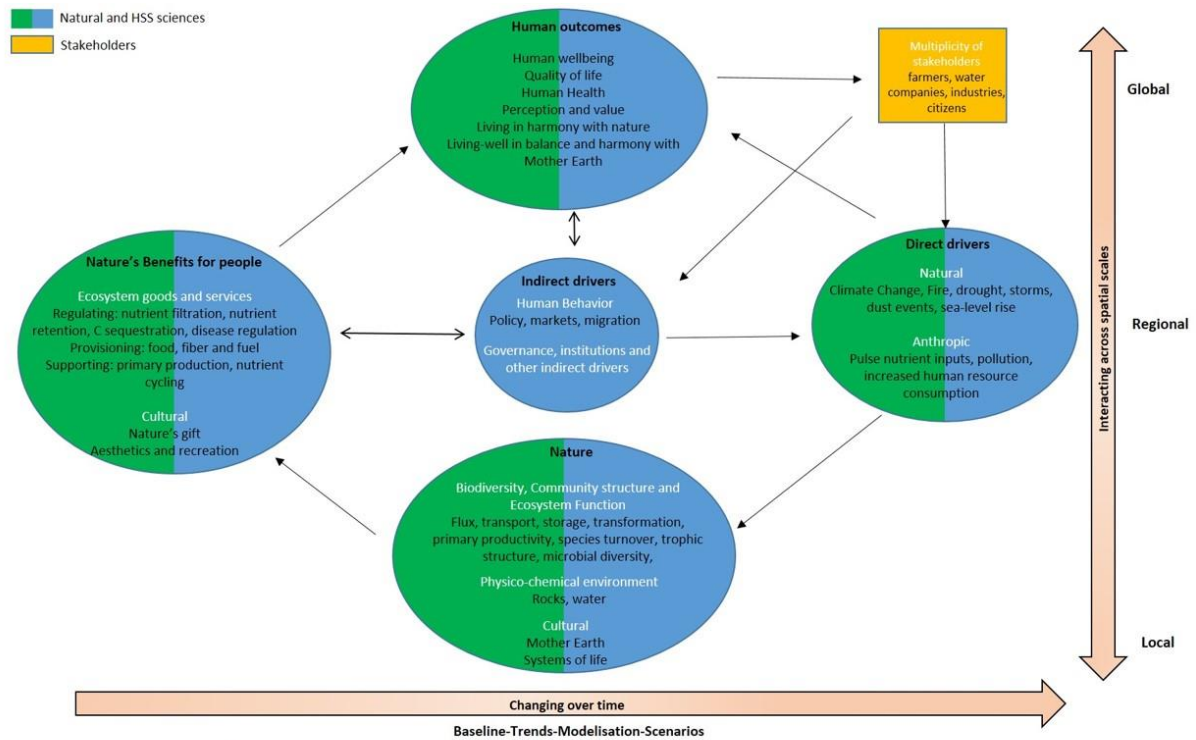 Natural and HSS sciences
Stakeholders
Human outcomes
Human wellbeing
Quality of life
Human Health
Perception and value
Living in harmony with nature
Living-well in balance and harmony with
Mother Earth
Multiplicity of
stakeholders
farmers, water
companies, industries,
citizens
Global
Nature's Benefits for people
Ecosystem goods and services
Regulating: nutrient filtration, nutrient
retention, C sequestration, disease regulation
Provisioning: food, fiber and fuel
Supporting: primary production, nutrient
cycling
Cultural
Nature's gift
Aesthetics and recreation
Indirect drivers
Human Behavior
Policy, markets, migration
Governance, institutions and
other indirect drivers
Direct drivers
Natural
Climate Change, Fire, drought, storms,
dust events, sea-level rise
Anthropic
Pulse nutrient inputs, pollution,
increased human resource
consumption
Interacting across spatial scales
Regional
Nature
Biodiversity, Community structure and
Ecosystem Function
Flux, transport, storage, transformation,
primary productivity, species turnover, trophic
structure, microbial diversity,
Physico-chemical environment
Rocks, water
Cultural
Mother Earth
Systems of life
Local
Changing over time
Baseline-Trends-Modelisation-Scenarios